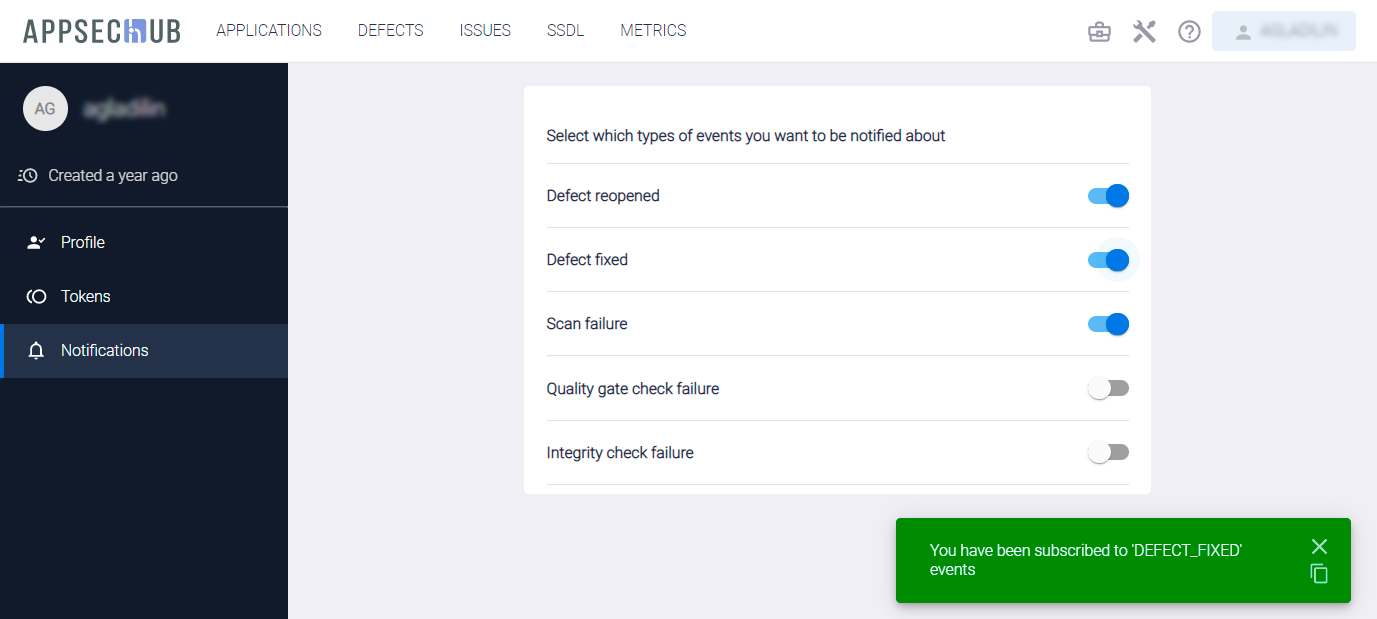 APPSECHUB APPLICATIONS DEFECTS ISSUES SSDL METRICS
AG
Created a year ago
Profile
Tokens
Notifications
Select which types of events you want to be notified about
Defect reopened
Defect fixed
Scan failure
Quality gate check failure
Integrity check failure
You have been subscribed to 'DEFECT_FIXED'
events